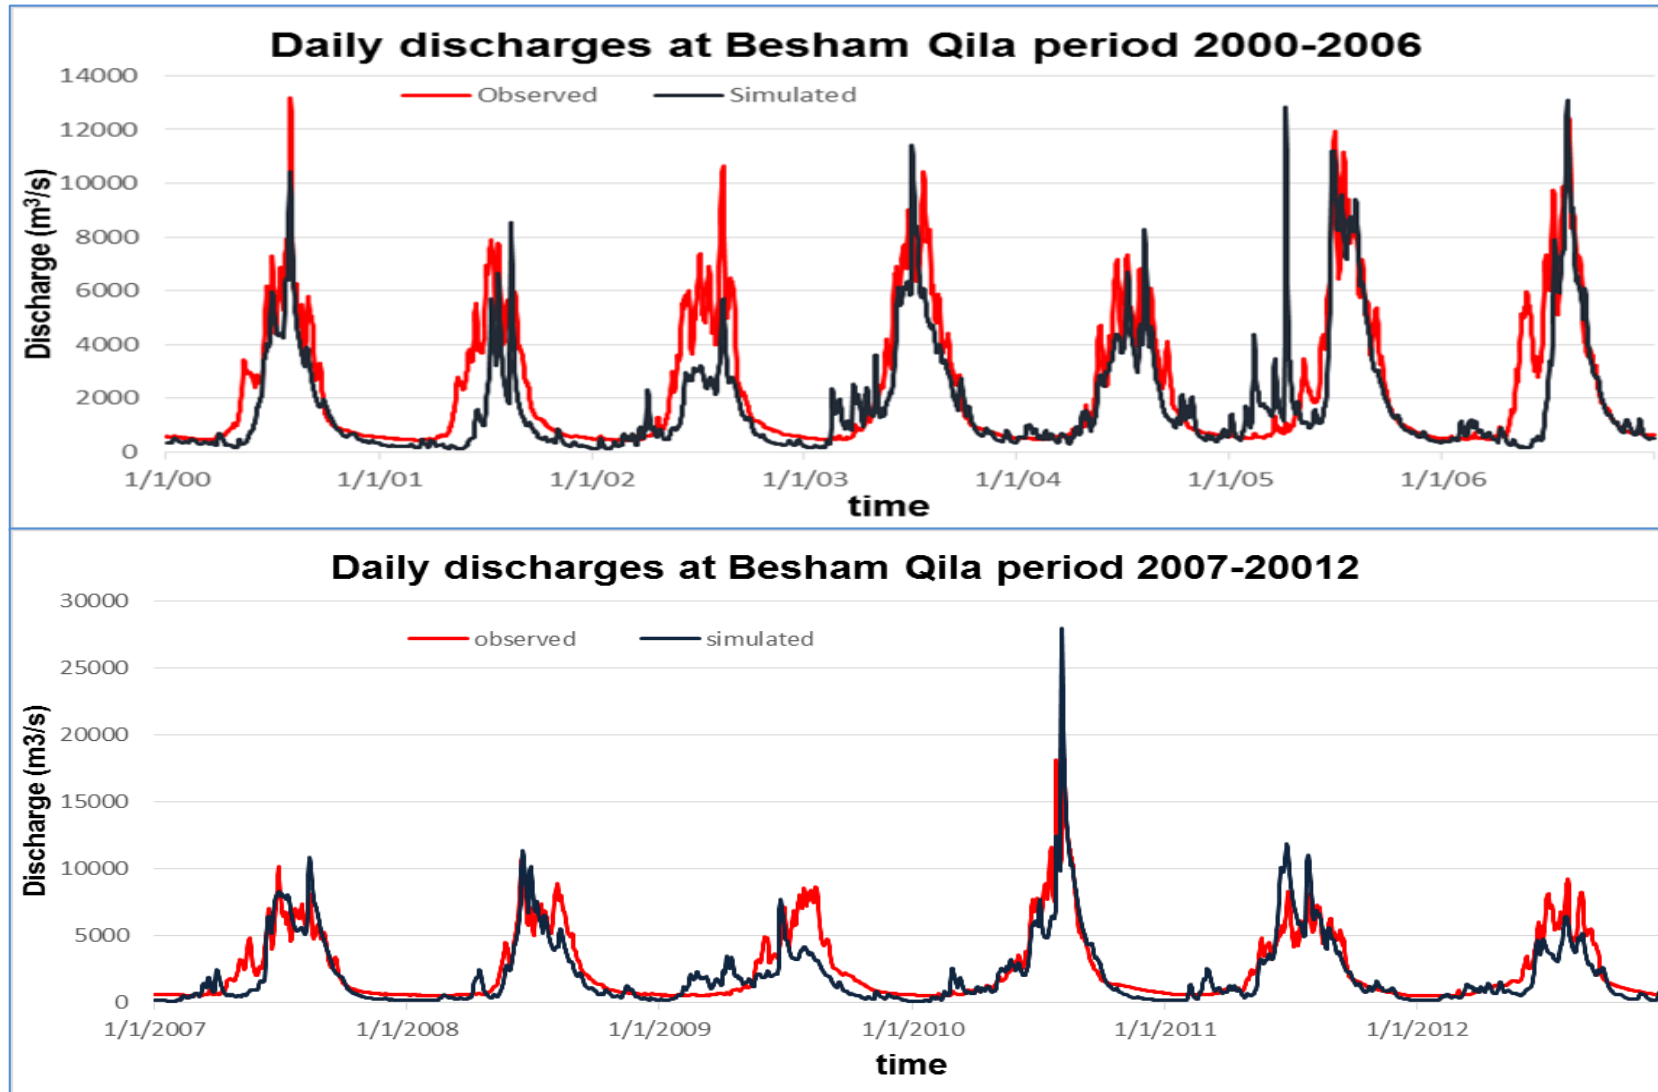 Daily discharges at Besham Qila period 2000-2006
Observed
Simulated
Discharge (m³/s)
14000
12000
10000
8000
6000
4000
2000
0
1/1/00
1/1/01
1/1/02
1/1/03
1/1/04
1/1/05
1/1/06
time
Daily discharges at Besham Qila period 2007-20012
observed
simulated
Discharge (m3/s)
30000
25000
20000
15000
10000
5000
0
1/1/2007
1/1/2008
1/1/2009
1/1/2010
1/1/2011
1/1/2012
time